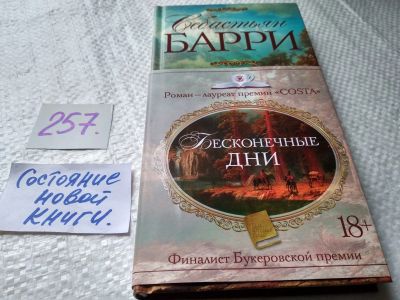 Себастьян
БАРРИ
Роман – лауреат премии «COSTA»
БЕСКОНЕЧНЫЕ
ДНИ
18+
Финалист Букеровской премии
257.
Состояние
новой
книги.